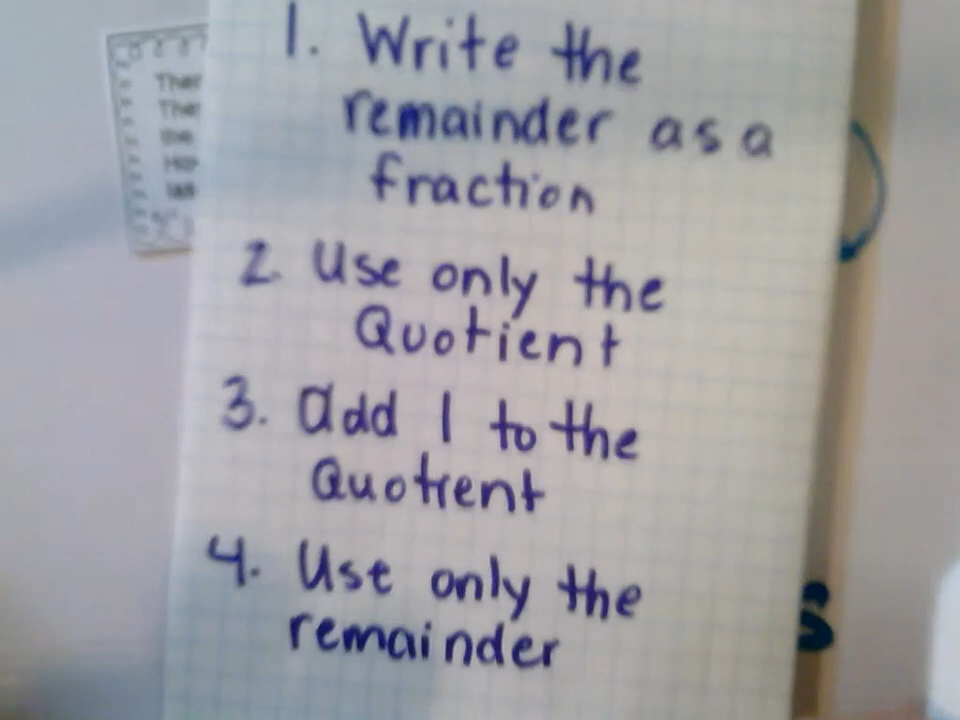 1. Write the
remainder as a
fraction
2. Use only the
Quotient
3. add 1 to the
Quotient
4. Use only the
remainder